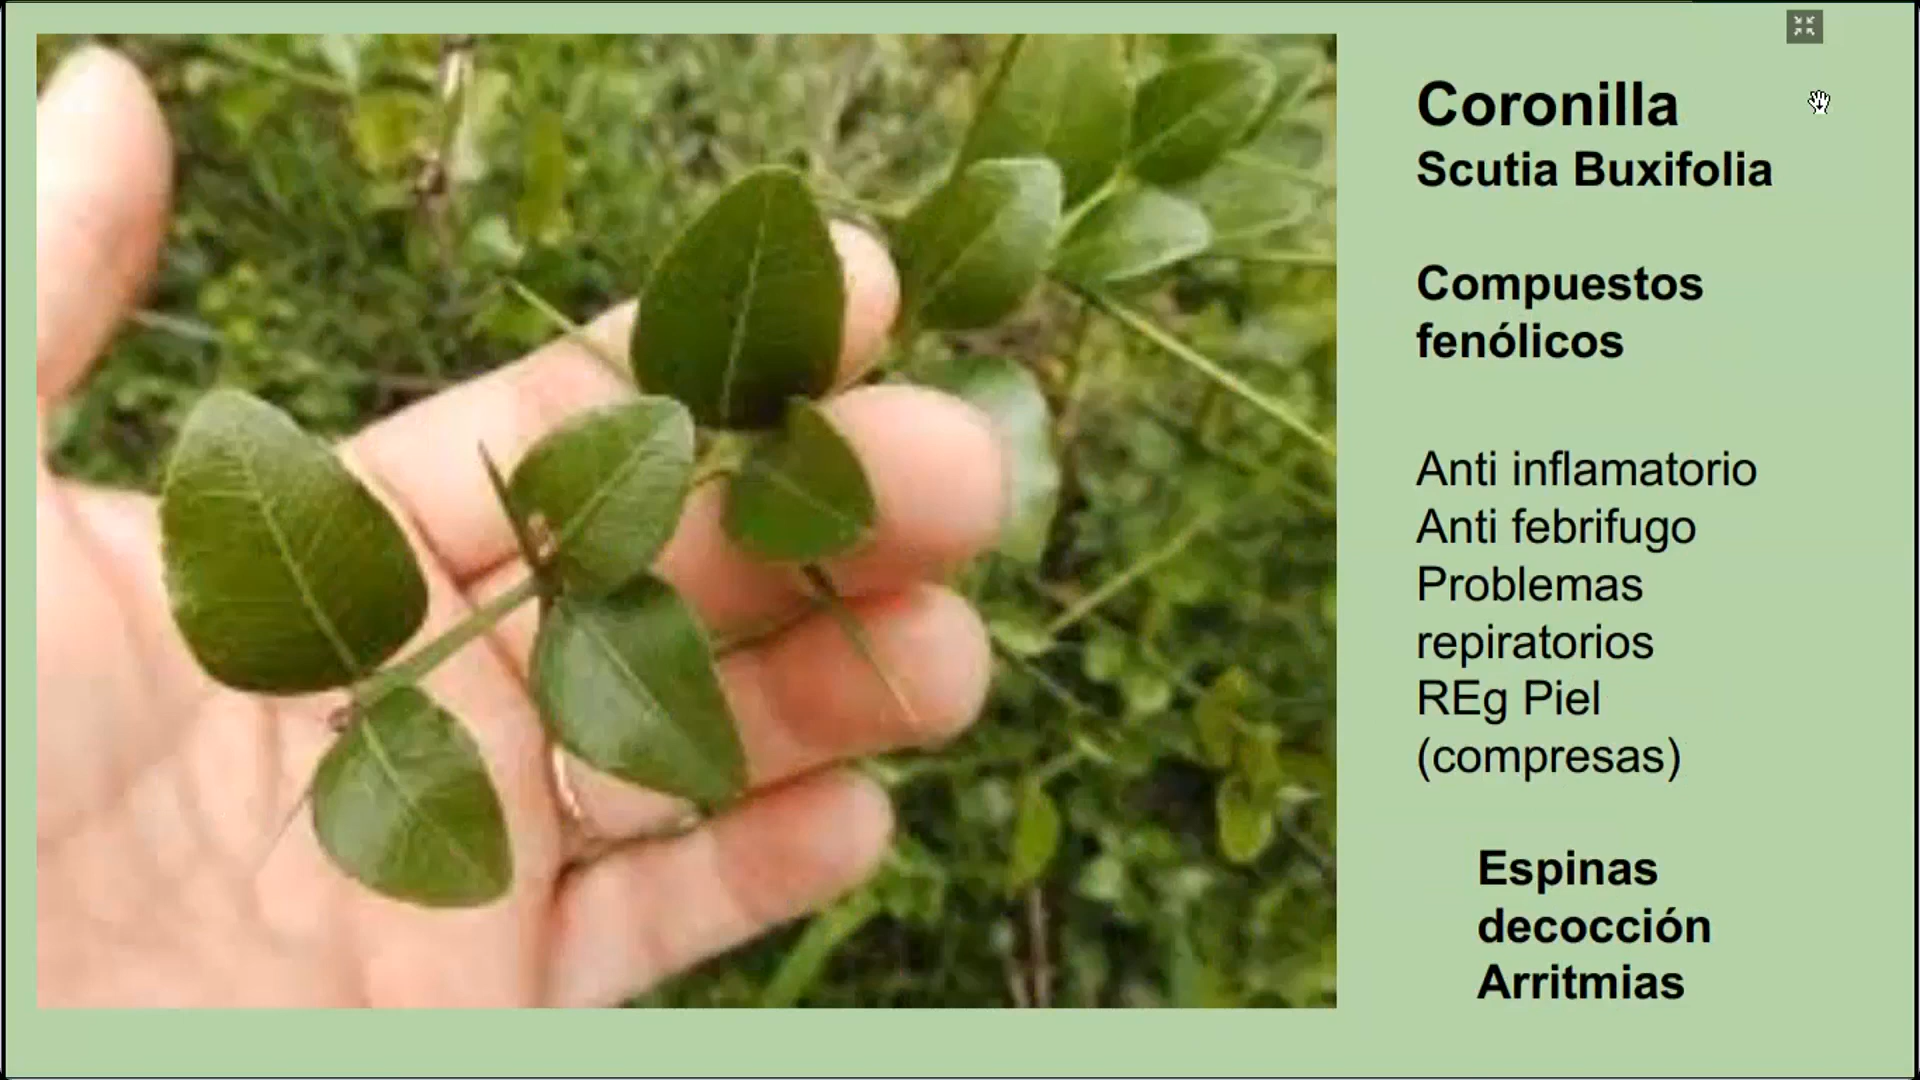 Coronilla
Scutia Buxifolia
Compuestos
fenólicos
Anti inflamatorio
Anti febrifugo
Problemas
repiratorios
REg Piel
(compresas)
Espinas
decocción
Arritmias